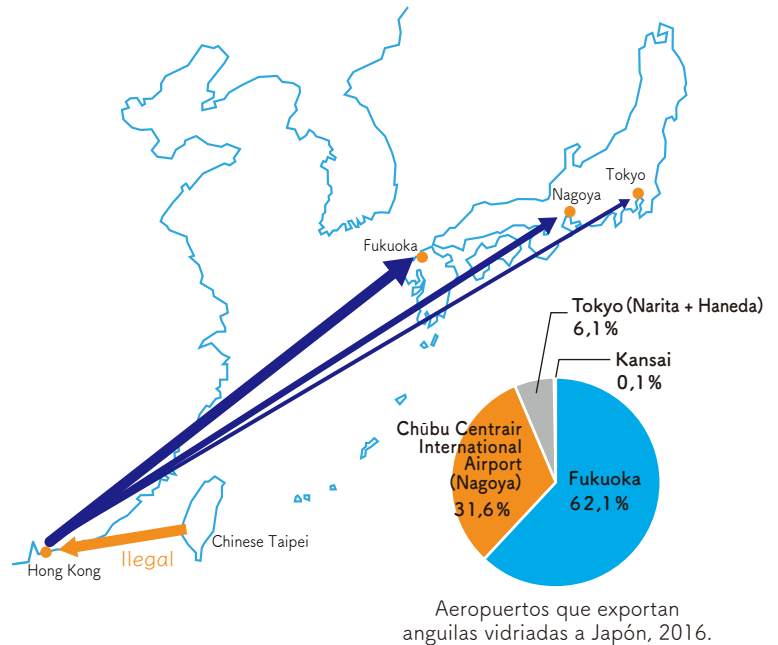 Tokyo
Nagoya
Fukuoka
Tokyo (Narita + Haneda)
6,1%
Kansai
0,1%
Chūbu Centrair
International
Airport
(Nagoya)
31,6%
Fukuoka
62,1%
Chinese Taipei
Ilegal
Hong Kong
Aeropuertos que exportan
anguilas vidriadas a Japón, 2016.